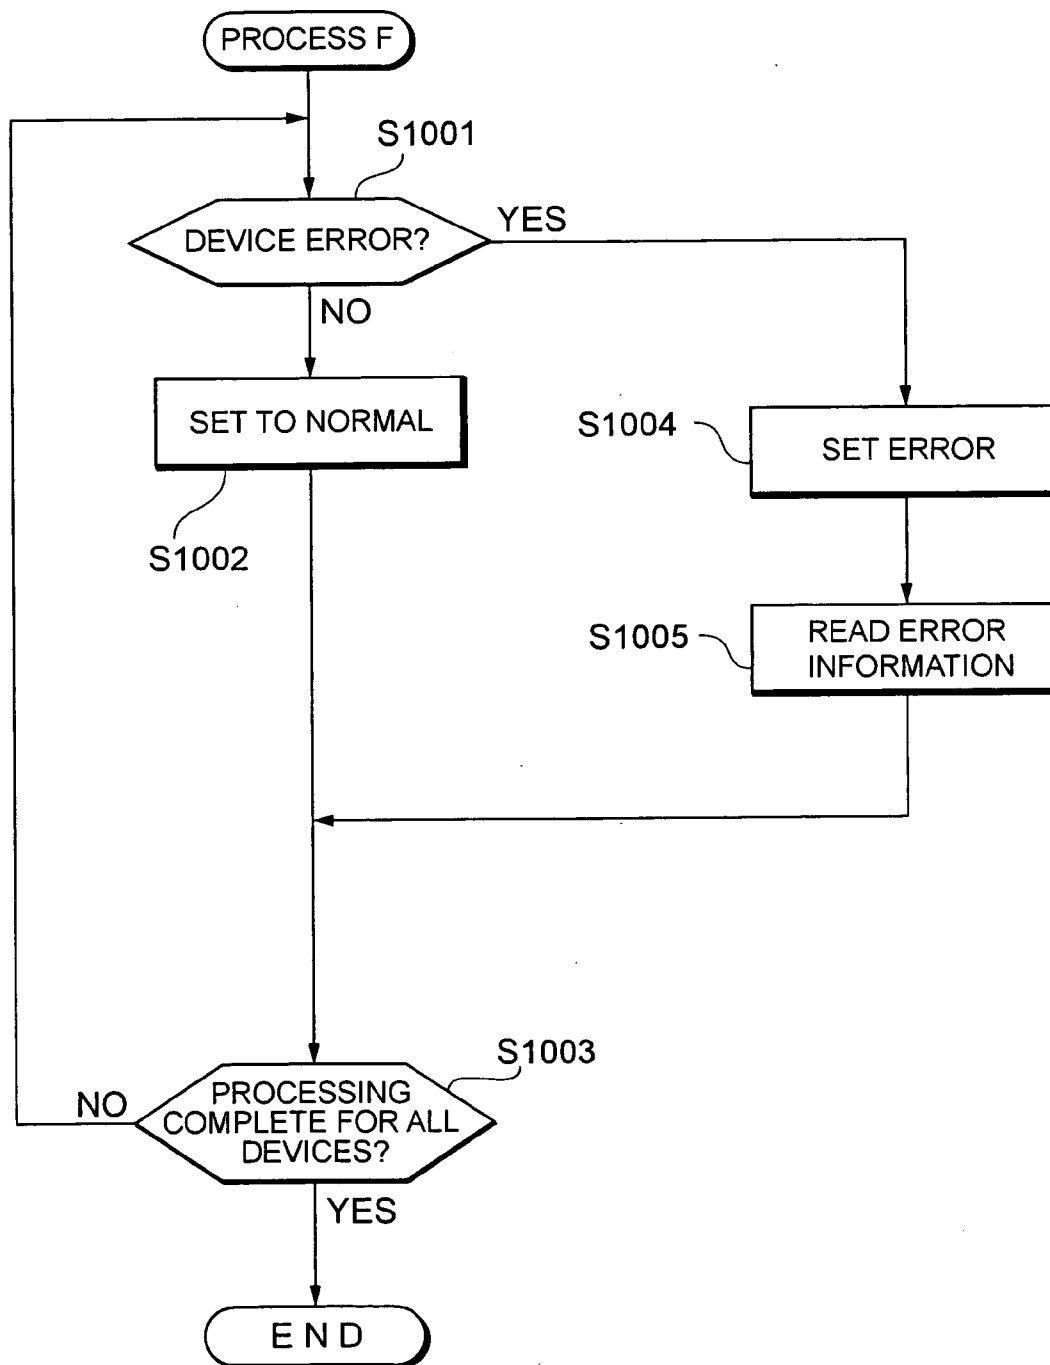 PROCESS F
S1001
DEVICE ERROR?
YES
NO
SET TO NORMAL
S1002
S1004
SET ERROR
S1005
READ ERROR
INFORMATION
S1003
PROCESSING
COMPLETE FOR ALL
DEVICES?
NO
YES
END